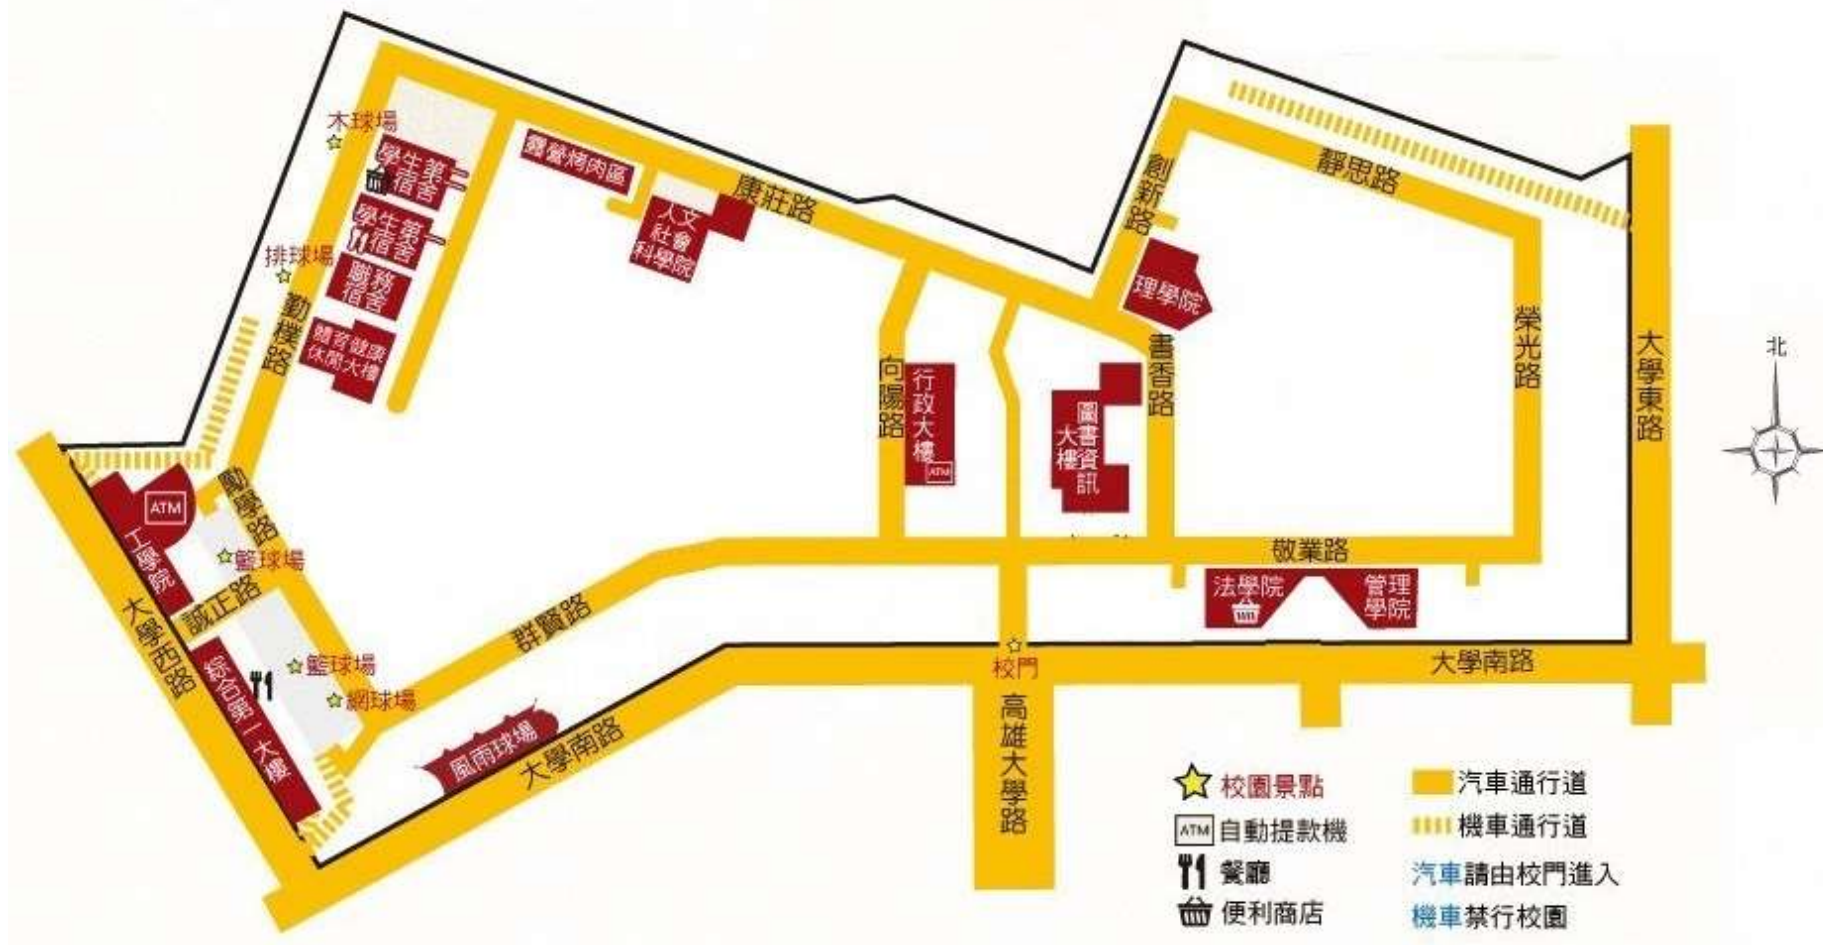 木球場
學生第二
宿舍
露營烤肉區
人文
社會
科學院
康莊路
創新路
靜思路
理學院
學生第一
宿舍
排球場
職務
宿舍
勤樸路
體育健康
休閒大樓
向陽路
行政大樓
ATM
圖書資訊
大樓
書香路
榮光路
大學東路
北
勵學路
ATM
工學院
籃球場
誠正路
大學西路
籃球場
網球場
綜合第一大樓
群賢路
風雨球場
大學南路
敬業路
法學院
管理
學院
校門
大學南路
高雄大學路
校園景點
ATM 自動提款機
餐廳
便利商店
汽車通行道
機車通行道
汽車請由校門進入
機車禁行校園